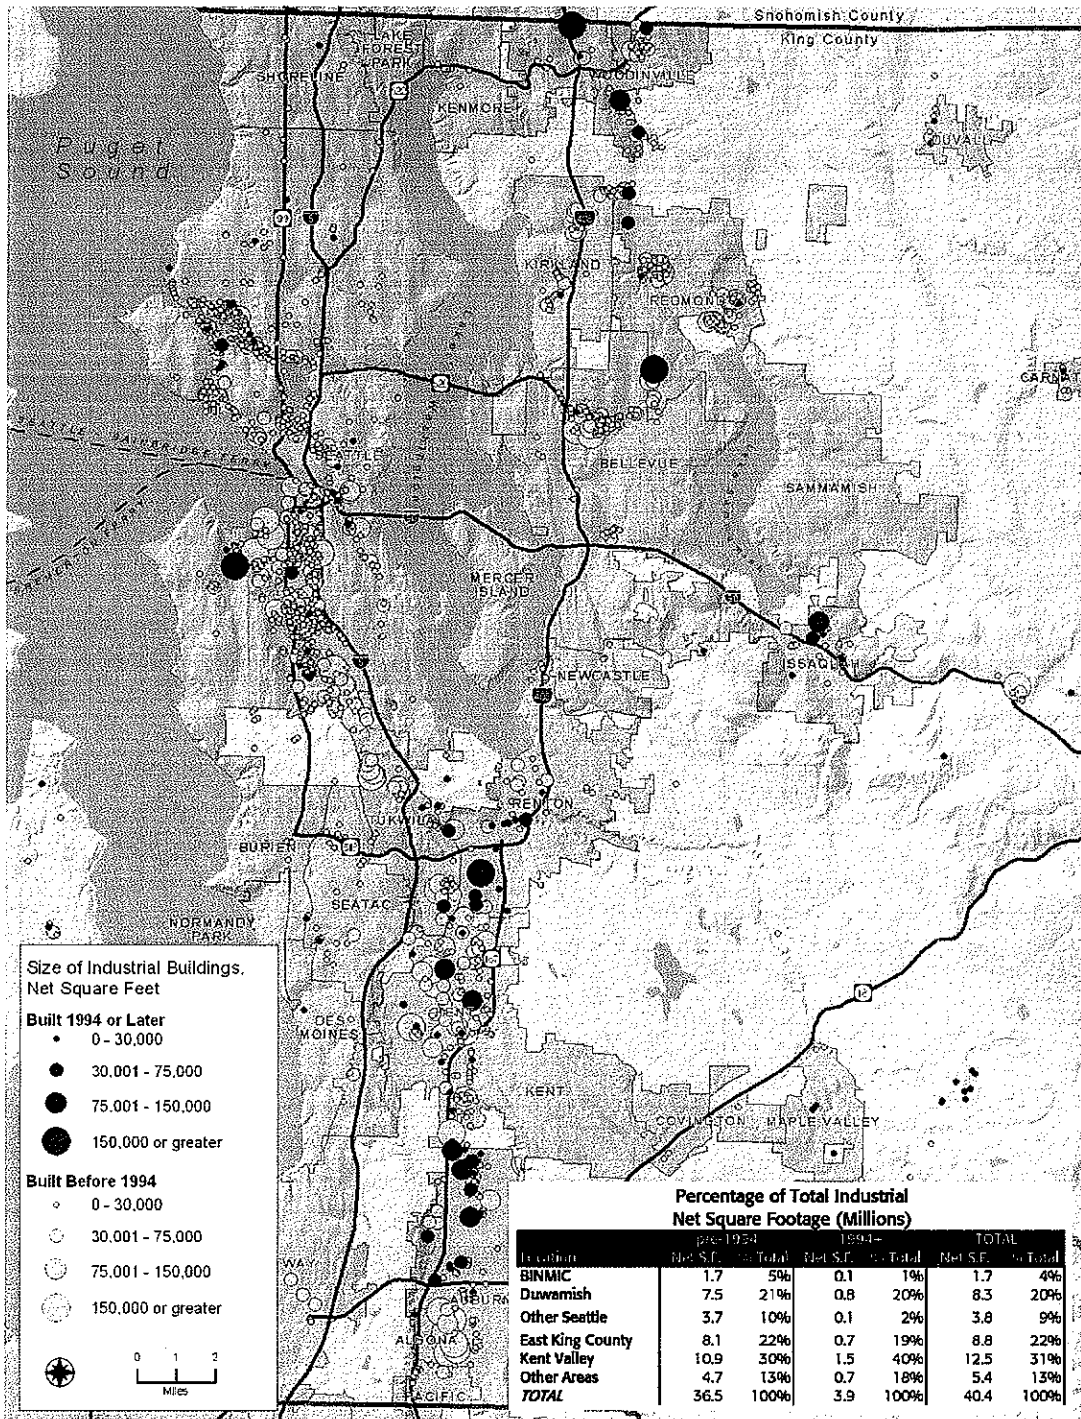 Snohomish County
King County
LAKE
FOREST
PARK
SHORELINE
WOODINVILLE
KENMORE
DUVALL
Puget
Sound
99
5
405
KIRKLAND
REDMOND
CARNAT
SEATTLE
BELLEVUE
SAMMAMISH
MERCER
ISLAND
ISSAQUAH
NEWCASTLE
RENTON
TUKWILA
BURIEN
SEATAC
NORMANDY
PARK
DES
MOINES
KENT
18
COVINGTON
MAPLE VALLEY
WAY
AUBURN
ALGONA
PACIFIC
Size of Industrial Buildings,
Net Square Feet
Built 1994 or Later
0 - 30,000
30,001 - 75,000
75,001 - 150,000
150,000 or greater
Built Before 1994
0 - 30,000
30,001 - 75,000
75,001 - 150,000
150,000 or greater
0 1 2
Miles
Percentage of Total Industrial
Net Square Footage (Millions)
pre-1994 1994+ TOTAL
Location Net S.F. % Total Net S.F. % Total Net S.F. % Total
BINMIC 1.7 5% 0.1 1% 1.7 4%
Duwamish 7.5 21% 0.8 20% 8.3 20%
Other Seattle 3.7 10% 0.1 2% 3.8 9%
East King County 8.1 22% 0.7 19% 8.8 22%
Kent Valley 10.9 30% 1.5 40% 12.5 31%
Other Areas 4.7 13% 0.7 18% 5.4 13%
TOTAL 36.5 100% 3.9 100% 40.4 100%